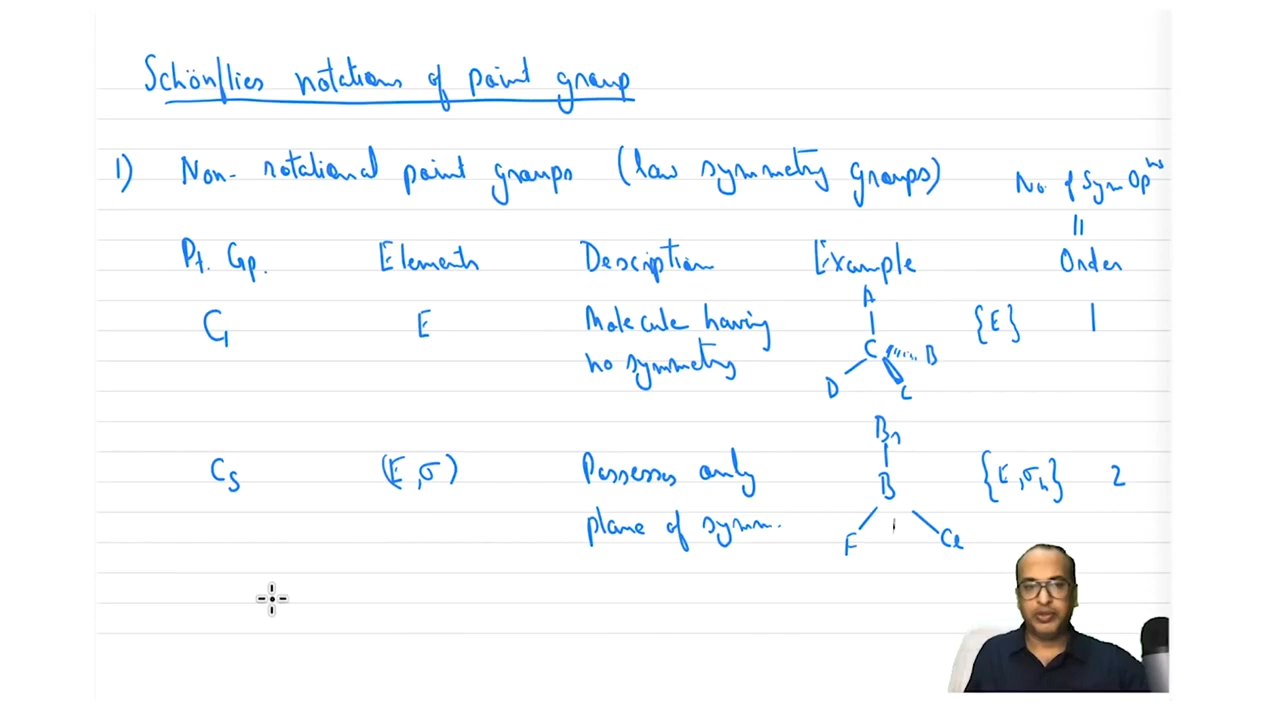 Schönflies notations of point group
1) Non-rotational point groups (low symmetry groups)
No. of Sym Opⁿˢ
=
Pt. Gp. Elements Description Example Order
A
C₁ E Molecule having {E} 1
no symmetry C B
D C
Br
Cs (E,σ) Possesses only B {E,σₕ} 2
plane of symm.
F Cl